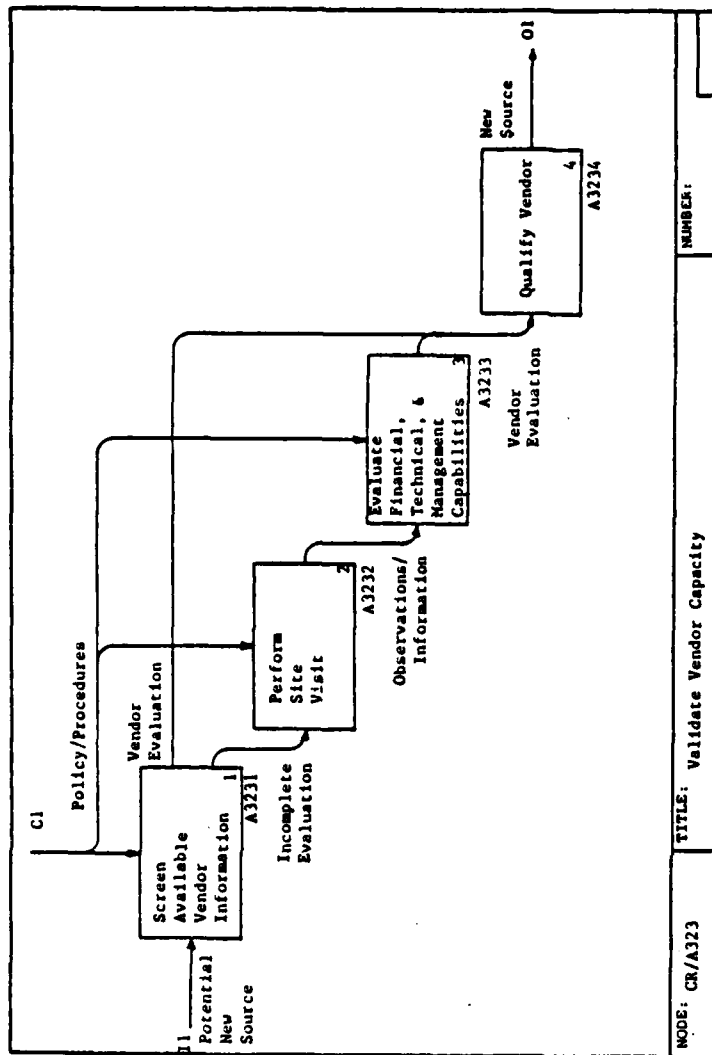 C1
Policy/Procedures
I1
Potential
New
Source
Screen
Available
Vendor
Information
1
A3231
Vendor
Evaluation
Incomplete
Evaluation
Perform
Site
Visit
2
A3232
Observations/
Information
Evaluate
Financial,
Technical, &
Management
Capabilities
3
A3233
Vendor
Evaluation
Qualify Vendor
4
A3234
New
Source
O1
NODE: CR/A323
TITLE: Validate Vendor Capacity
NUMBER: